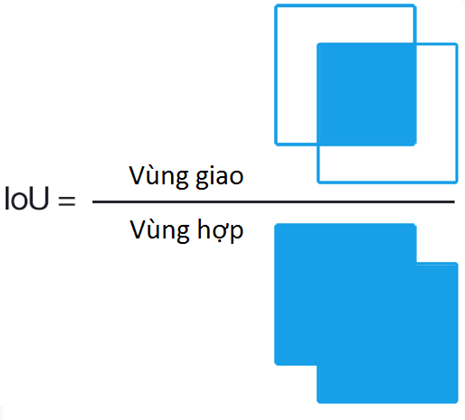 Vùng giao
IoU =
Vùng hợp